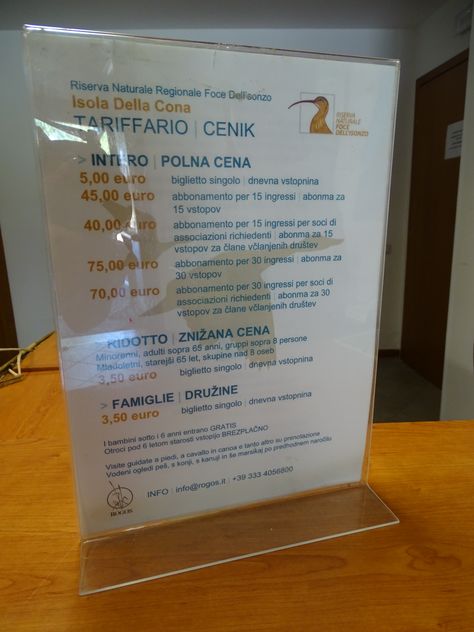 Riserva Naturale Regionale Foce Dell'sonzo
Isola Della Cona
TARIFFARIO | CENIK
RISERVA
NATURALE
FOCE
DELL'ISONZO
> INTERO | POLNA CENA
5,00 euro biglietto singolo | dnevna vstopnina
45,00 euro abbonamento per 15 ingressi | abonma za
15 vstopov
40,00 euro abbonamento per 15 ingressi per soci di
associazioni richiedenti | abonma za 15
vstopov za člane včlanjenih društev
75,00 euro abbonamento per 30 ingressi | abonma za
30 vstopov
70,00 euro abbonamento per 30 ingressi per soci di
associazioni richiedenti | abonma za 30
vstopov za člane včlanjenih društev
> RIDOTTO | ZNIŽANA CENA
Minorenni, adulti sopra 65 anni, gruppi sopra 8 persone
Mladoletni, starejši 65 let, skupine nad 8 oseb
3,50 euro biglietto singolo | dnevna vstopnina
> FAMIGLIE | DRUŽINE
3,50 euro biglietto singolo | dnevna vstopnina
I bambini sotto i 6 anni entrano GRATIS
Otroci pod 6 letom starosti vstopijo BREZPLAČNO
Visite guidate a piedi, a cavallo in canoa e tanto altro su prenotazione
Vodeni ogledi peš, s konji, s kanuji in še marsikaj po predhodnem naročilu
ROGOS
INFO | info@rogos.it | +39 333 4056800